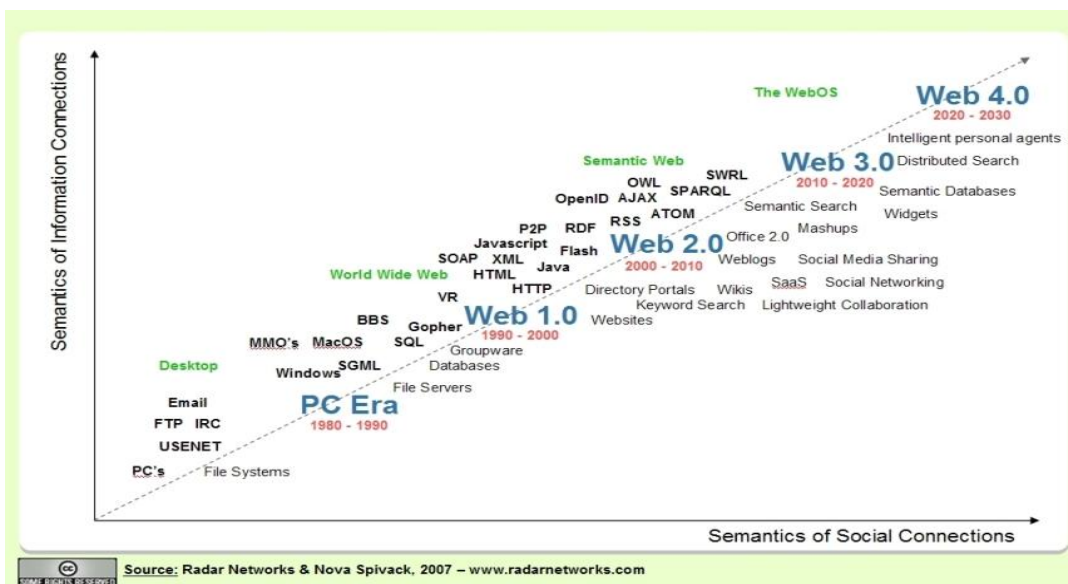 Semantics of Information Connections
The WebOS
Web 4.0
2020 - 2030
Intelligent personal agents
Semantic Web
Web 3.0
Distributed Search
2010 - 2020
SWRL
OWL
SPARQL
Semantic Databases
OpenID
AJAX
Semantic Search
Widgets
ATOM
RSS
P2P
RDF
Mashups
Office 2.0
Javascript
Flash
Web 2.0
2000 - 2010
Weblogs
Social Media Sharing
SOAP
XML
Java
World Wide Web
HTML
HTTP
Directory Portals
Wikis
SaaS
Social Networking
VR
Keyword Search
Lightweight Collaboration
Web 1.0
1990 - 2000
Websites
BBS
Gopher
MMO's
MacOS
SQL
Groupware
Desktop
Windows
SGML
Databases
File Servers
Email
PC Era
1980 - 1990
FTP
IRC
USENET
PC's
File Systems
Semantics of Social Connections
cc
SOME RIGHTS RESERVED
Source: Radar Networks & Nova Spivack, 2007 – www.radarnetworks.com